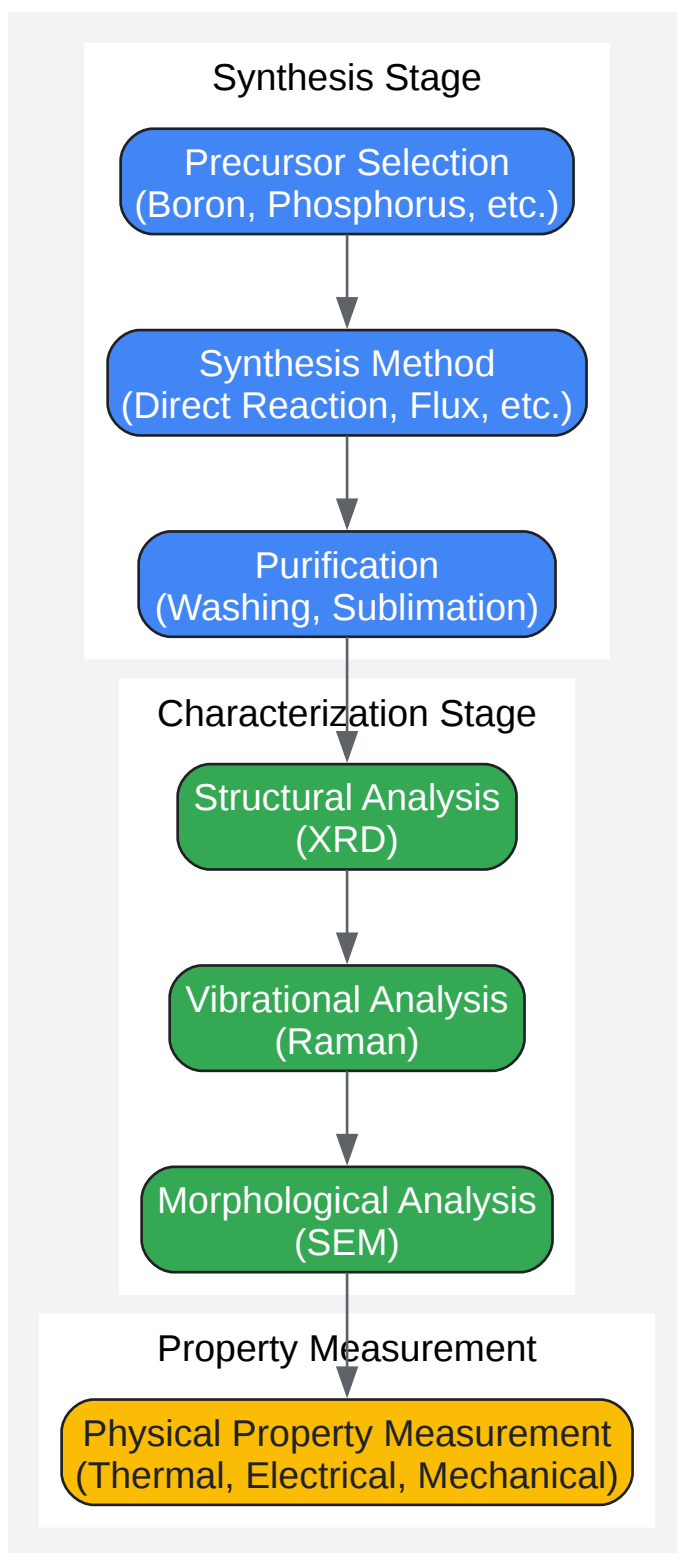 Synthesis Stage
Precursor Selection
(Boron, Phosphorus, etc.)
Synthesis Method
(Direct Reaction, Flux, etc.)
Purification
(Washing, Sublimation)
Characterization Stage
Structural Analysis
(XRD)
Vibrational Analysis
(Raman)
Morphological Analysis
(SEM)
Property Measurement
Physical Property Measurement
(Thermal, Electrical, Mechanical)